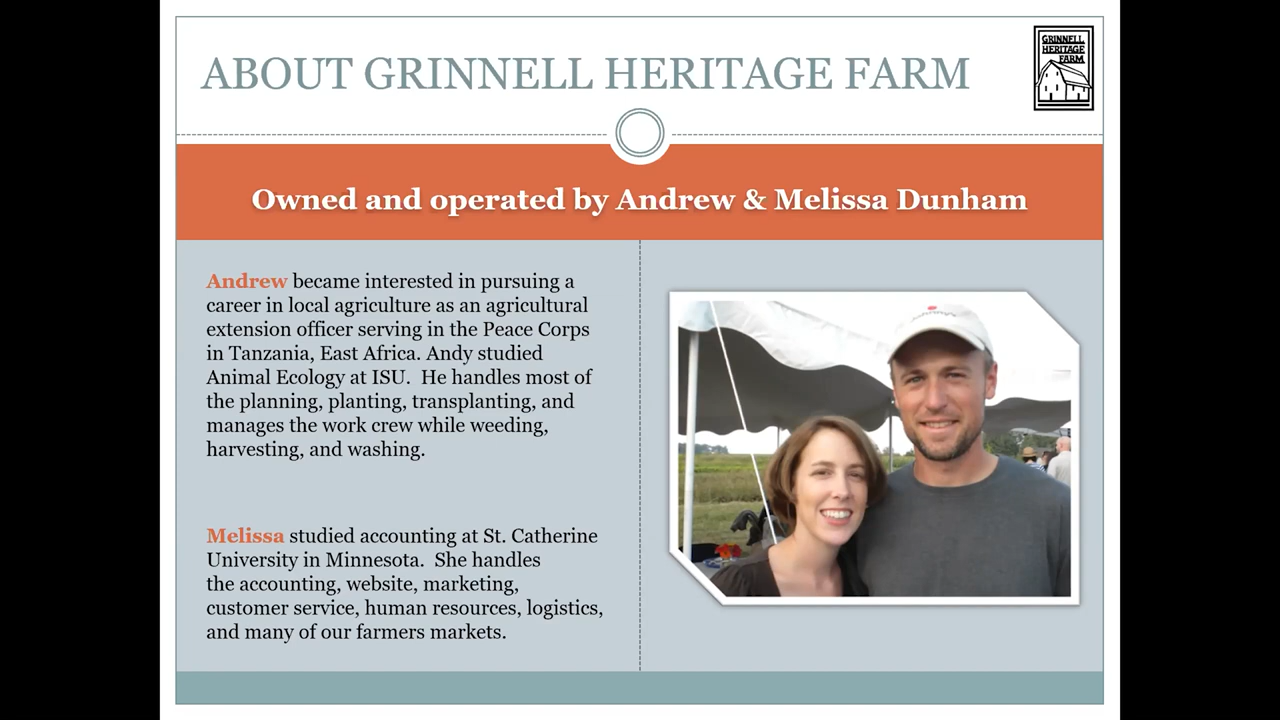 ABOUT GRINNELL HERITAGE FARM
GRINNELL
HERITAGE
FARM
Owned and operated by Andrew & Melissa Dunham
Andrew became interested in pursuing a
career in local agriculture as an agricultural
extension officer serving in the Peace Corps
in Tanzania, East Africa. Andy studied
Animal Ecology at ISU.  He handles most of
the planning, planting, transplanting, and
manages the work crew while weeding,
harvesting, and washing.
Melissa studied accounting at St. Catherine
University in Minnesota.  She handles
the accounting, website, marketing,
customer service, human resources, logistics,
and many of our farmers markets.